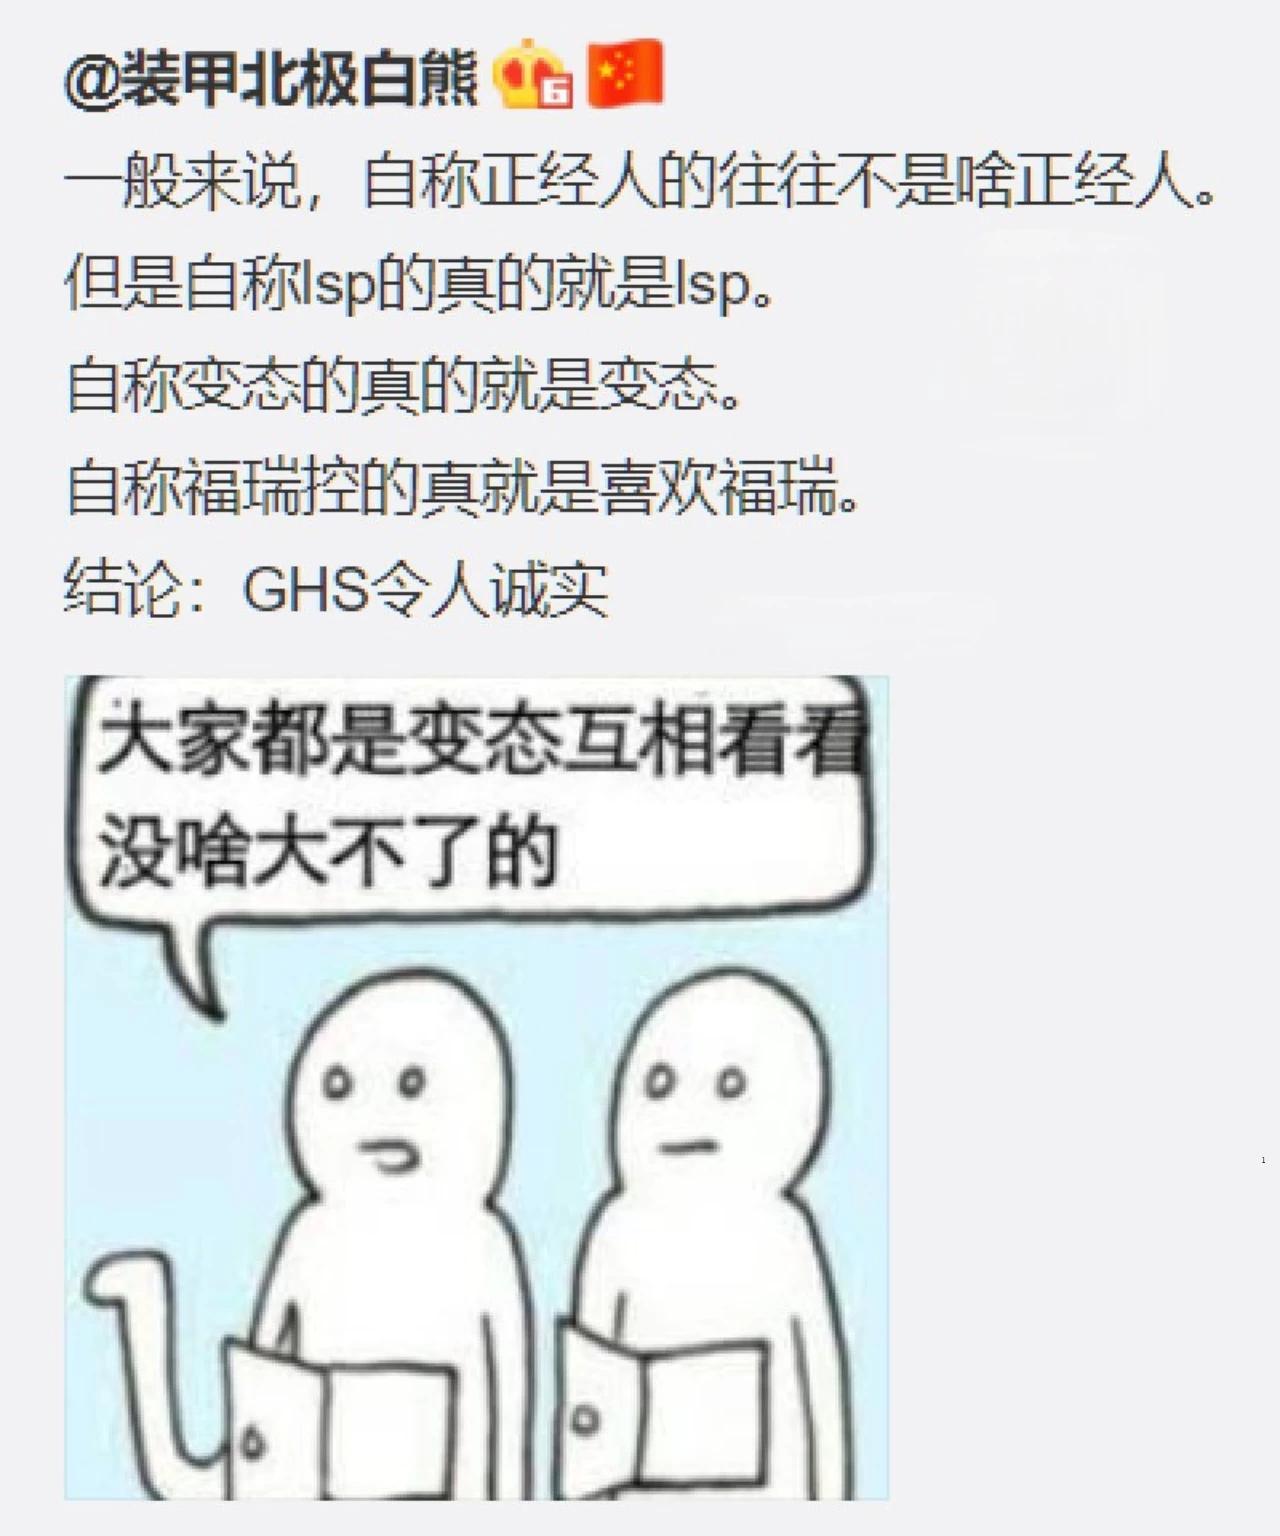 @装甲北极白熊 6
一般来说，自称正经人的往往不是啥正经人。
但是自称lsp的真的就是lsp。
自称变态的真的就是变态。
自称福瑞控的真就是喜欢福瑞。
结论：GHS令人诚实
大家都是变态互相看看
没啥大不了的
1